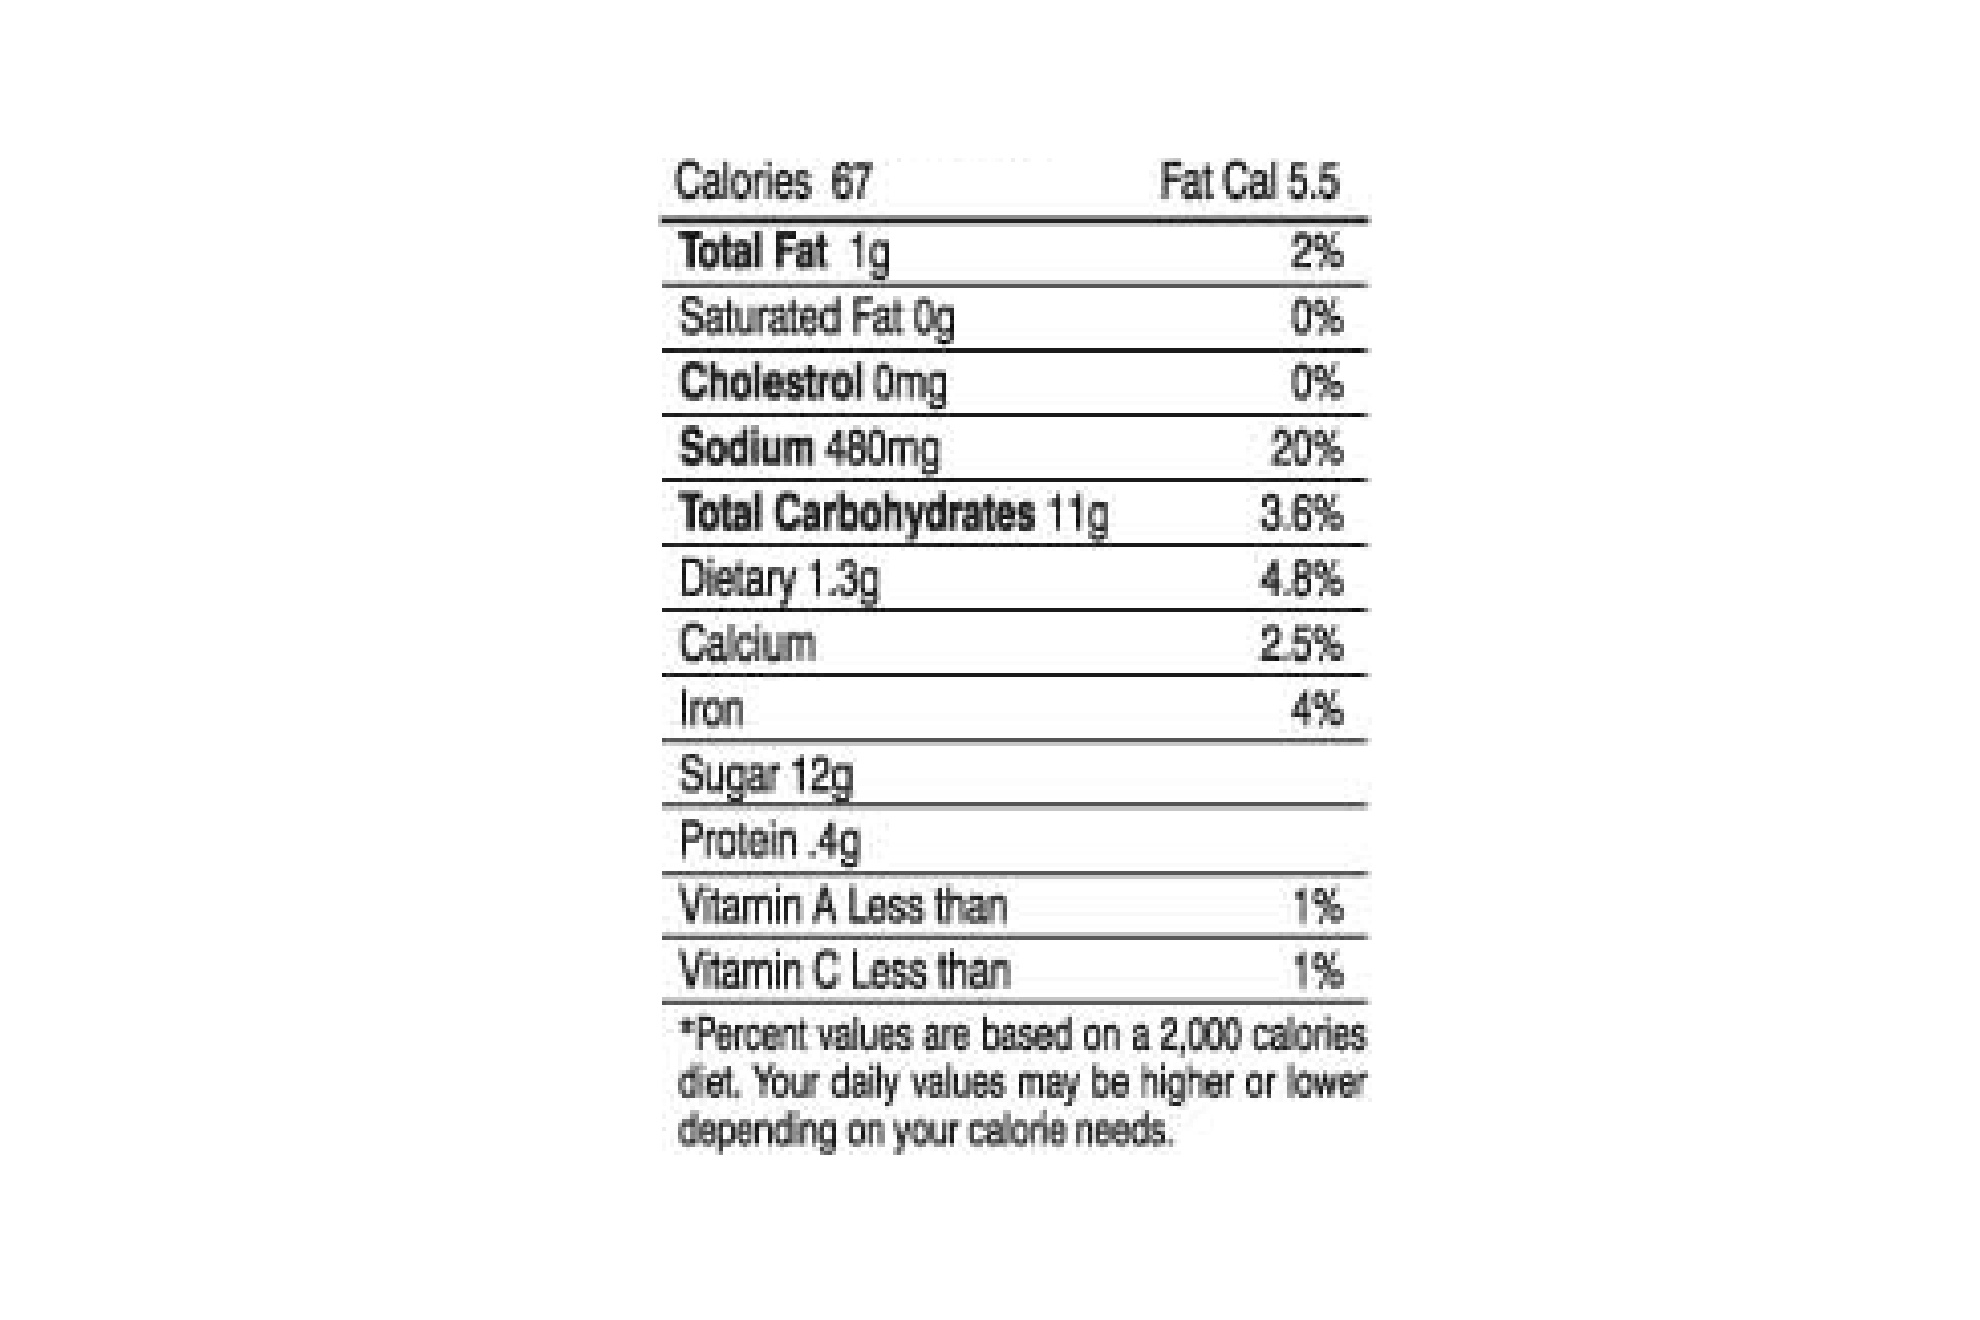 Calories 67 Fat Cal 5.5
Total Fat 1g 2%
Saturated Fat 0g 0%
Cholestrol 0mg 0%
Sodium 480mg 20%
Total Carbohydrates 11g 3.6%
Dietary 1.3g 4.8%
Calcium 2.5%
Iron 4%
Sugar 12g
Protein .4g
Vitamin A Less than 1%
Vitamin C Less than 1%
*Percent values are based on a 2,000 calories
diet. Your daily values may be higher or lower
depending on your calorie needs.